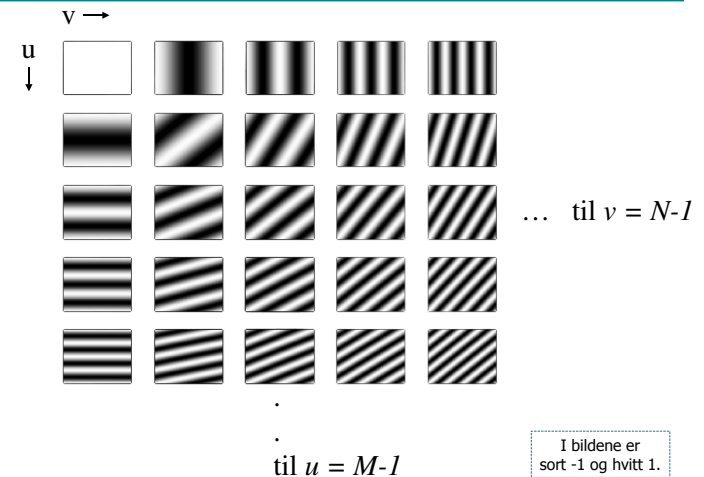 v →
u
↓
... til v = N-1
.
.
til u = M-1
I bildene er
sort -1 og hvitt 1.